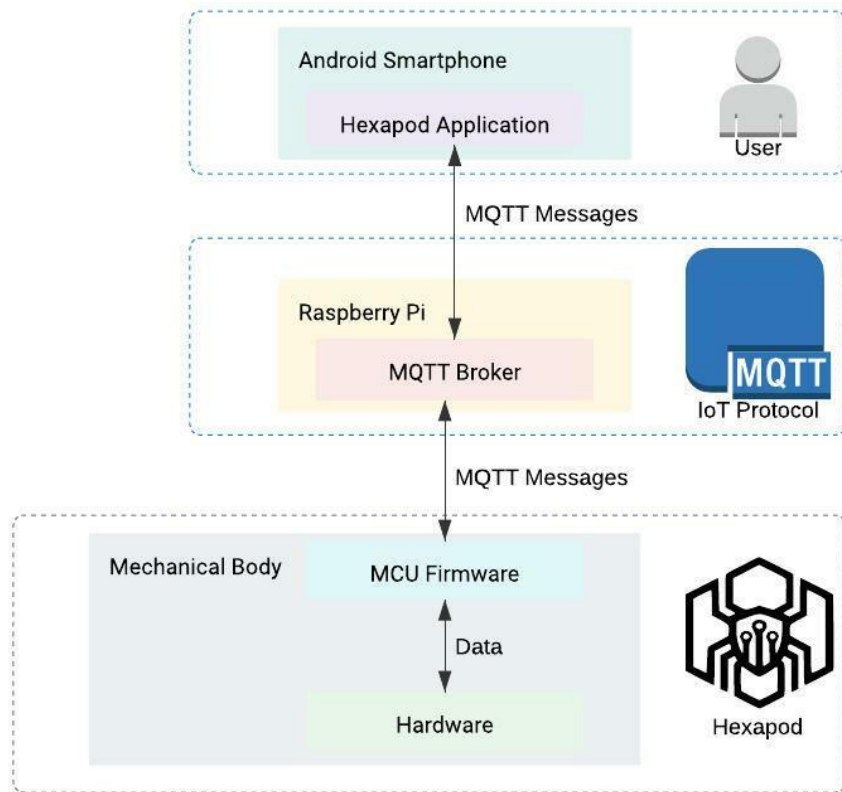 Android Smartphone
Hexapod Application
User
MQTT Messages
Raspberry Pi
MQTT Broker
MQTT
IoT Protocol
MQTT Messages
Mechanical Body
MCU Firmware
Data
Hardware
Hexapod